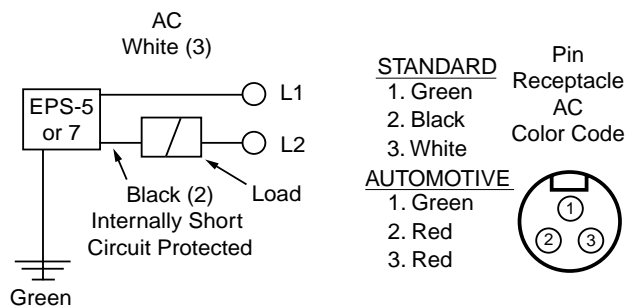 AC
White (3)
EPS-5
or 7
L1
L2
Black (2)
Internally Short
Circuit Protected
Load
Green
STANDARD
1. Green
2. Black
3. White
AUTOMOTIVE
1. Green
2. Red
3. Red
Pin
Receptacle
AC
Color Code
1
2
3